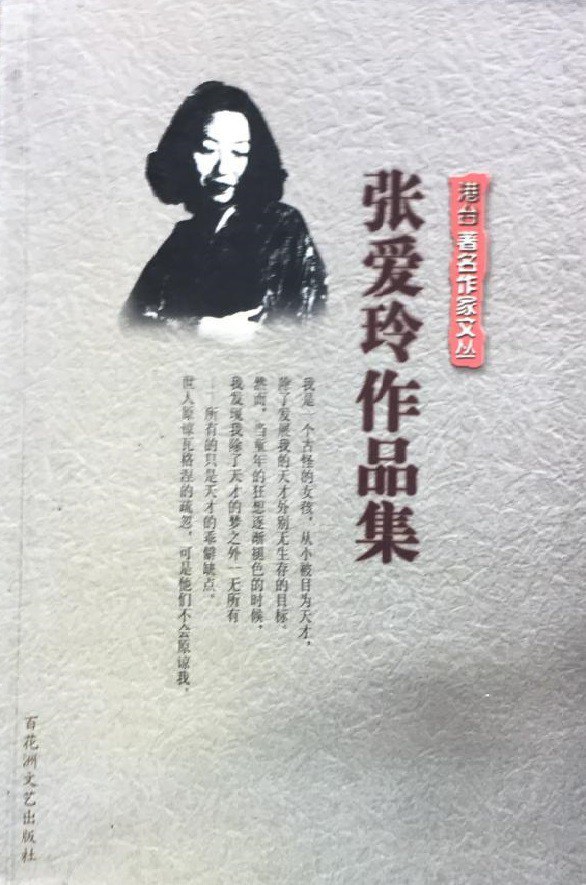 港台著名作家文丛
张爱玲作品集
我是一个古怪的女孩，从小被目为天才，
除了发展我的天才外别无生存的目标。
然而，当童年的狂想逐渐褪色的时候，
我发现我除了天才的梦之外一无所有
——所有的只是天才的乖僻缺点。
世人原谅瓦格涅的疏忽，可是他们不会原谅我。
百花洲文艺出版社